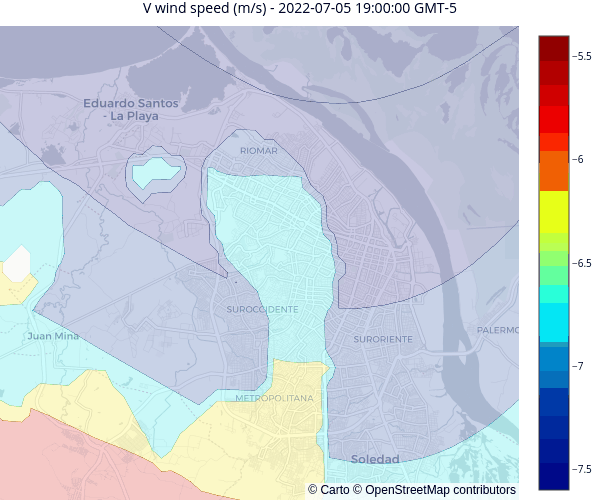 V wind speed (m/s) - 2022-07-05 19:00:00 GMT-5
−5.5
Eduardo Santos
- La Playa
RIOMAR
−6
−6.5
SUROCCIDENTE
Juan Mina
SURORIENTE
PALERMO
−7
METROPOLITANA
Soledad
−7.5
© Carto © OpenStreetMap contributors